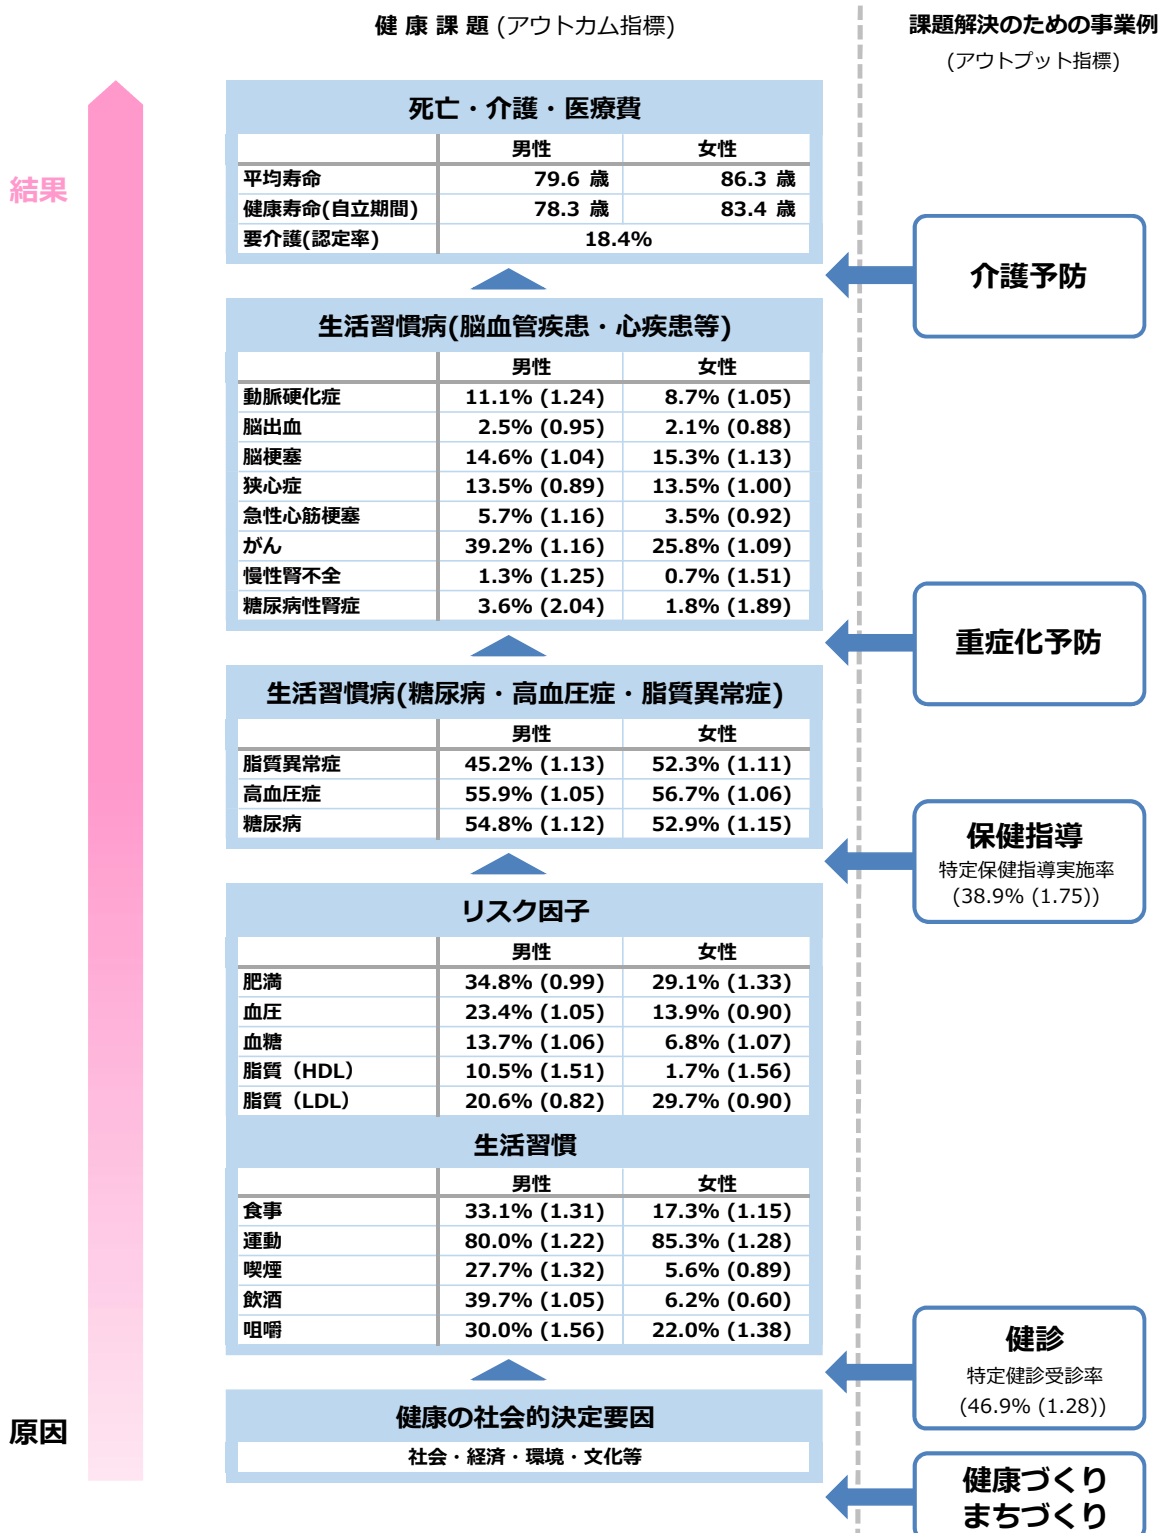 健 康 課 題 (アウトカム指標)
課題解決のための事業例
(アウトプット指標)
結果
原因
死亡・介護・医療費
男性 女性
平均寿命 79.6 歳 86.3 歳
健康寿命(自立期間) 78.3 歳 83.4 歳
要介護(認定率) 18.4%
介護予防
生活習慣病(脳血管疾患・心疾患等)
男性 女性
動脈硬化症 11.1% (1.24) 8.7% (1.05)
脳出血 2.5% (0.95) 2.1% (0.88)
脳梗塞 14.6% (1.04) 15.3% (1.13)
狭心症 13.5% (0.89) 13.5% (1.00)
急性心筋梗塞 5.7% (1.16) 3.5% (0.92)
がん 39.2% (1.16) 25.8% (1.09)
慢性腎不全 1.3% (1.25) 0.7% (1.51)
糖尿病性腎症 3.6% (2.04) 1.8% (1.89)
重症化予防
生活習慣病(糖尿病・高血圧症・脂質異常症)
男性 女性
脂質異常症 45.2% (1.13) 52.3% (1.11)
高血圧症 55.9% (1.05) 56.7% (1.06)
糖尿病 54.8% (1.12) 52.9% (1.15)
保健指導
特定保健指導実施率
(38.9% (1.75))
リスク因子
男性 女性
肥満 34.8% (0.99) 29.1% (1.33)
血圧 23.4% (1.05) 13.9% (0.90)
血糖 13.7% (1.06) 6.8% (1.07)
脂質（HDL） 10.5% (1.51) 1.7% (1.56)
脂質（LDL） 20.6% (0.82) 29.7% (0.90)
生活習慣
男性 女性
食事 33.1% (1.31) 17.3% (1.15)
運動 80.0% (1.22) 85.3% (1.28)
喫煙 27.7% (1.32) 5.6% (0.89)
飲酒 39.7% (1.05) 6.2% (0.60)
咀嚼 30.0% (1.56) 22.0% (1.38)
健診
特定健診受診率
(46.9% (1.28))
健康の社会的決定要因
社会・経済・環境・文化等
健康づくり
まちづくり